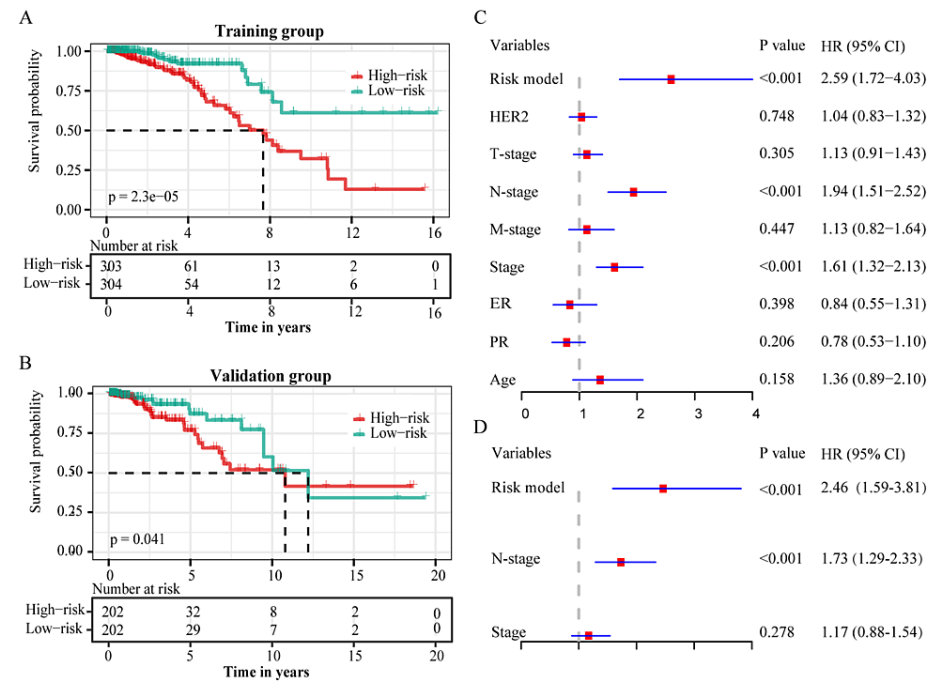 A
Training group
Survival probability
1.00
0.75
0.50
0.25
0.00
High−risk
Low−risk
p = 2.3e−05
0 4 8 12 16
Number at risk
High−risk 303 61 13 2 0
Low−risk 304 54 12 6 1
0 4 8 12 16
Time in years
B
Validation group
Survival probability
1.00
0.75
0.50
0.25
0.00
High−risk
Low−risk
p = 0.041
0 5 10 15 20
Number at risk
High−risk 202 32 8 2 0
Low−risk 202 29 7 2 0
0 5 10 15 20
Time in years
C
Variables P value HR (95% CI)
Risk model <0.001 2.59 (1.72−4.03)
HER2 0.748 1.04 (0.83−1.32)
T-stage 0.305 1.13 (0.91−1.43)
N-stage <0.001 1.94 (1.51−2.52)
M-stage 0.447 1.13 (0.82−1.64)
Stage <0.001 1.61 (1.32−2.13)
ER 0.398 0.84 (0.55−1.31)
PR 0.206 0.78 (0.53−1.10)
Age 0.158 1.36 (0.89−2.10)
0 1 2 3 4
D
Variables P value HR (95% CI)
Risk model <0.001 2.46 (1.59-3.81)
N-stage <0.001 1.73 (1.29-2.33)
Stage 0.278 1.17 (0.88-1.54)
0 1 2 3 4